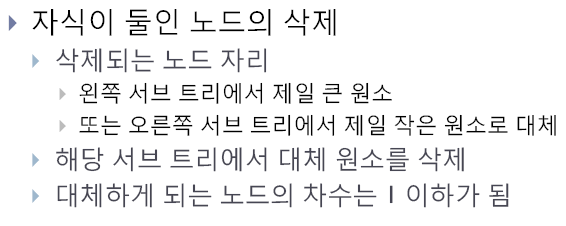 자식이 둘인 노드의 삭제
삭제되는 노드 자리
왼쪽 서브 트리에서 제일 큰 원소
또는 오른쪽 서브 트리에서 제일 작은 원소로 대체
해당 서브 트리에서 대체 원소를 삭제
대체하게 되는 노드의 차수는 1 이하가 됨